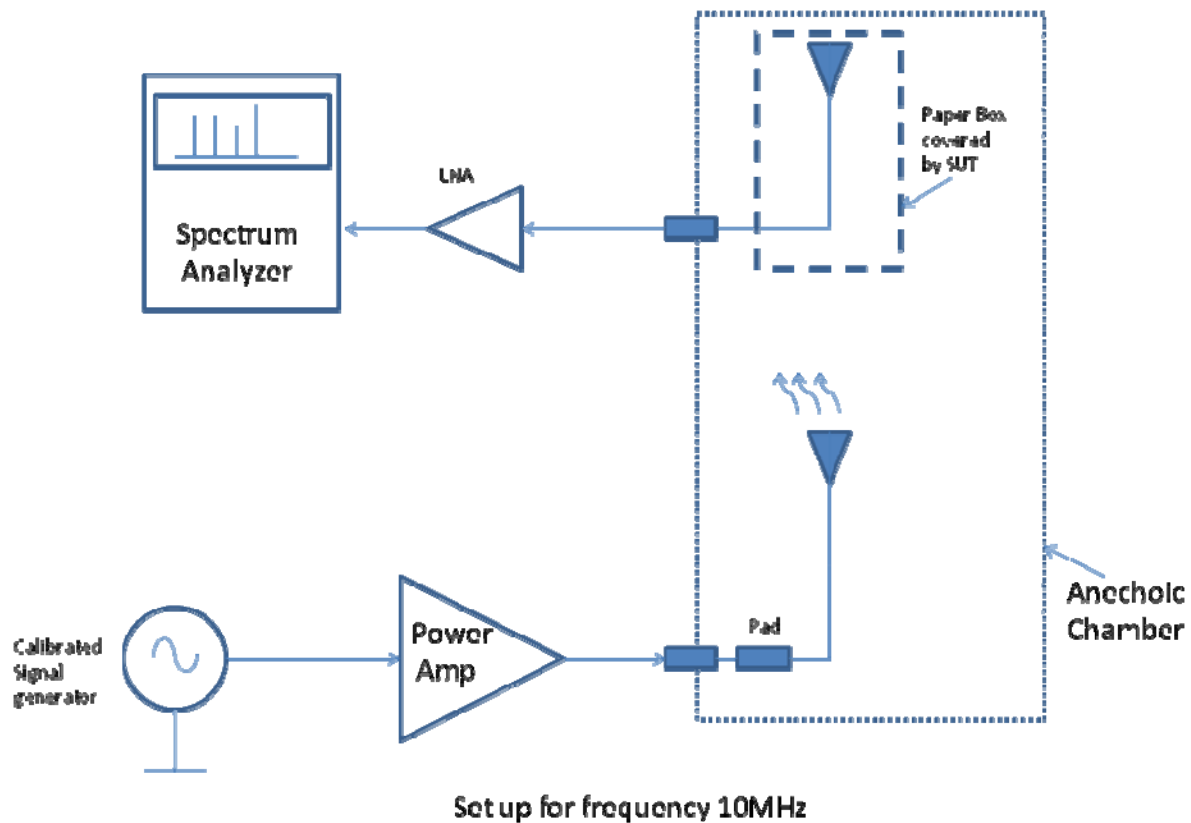 LNA
Spectrum
Analyzer
Paper Box
covered
by SUT
Calibrated
Signal
generator
Power
Amp
Pad
Anechoic
Chamber
Set up for frequency 10MHz